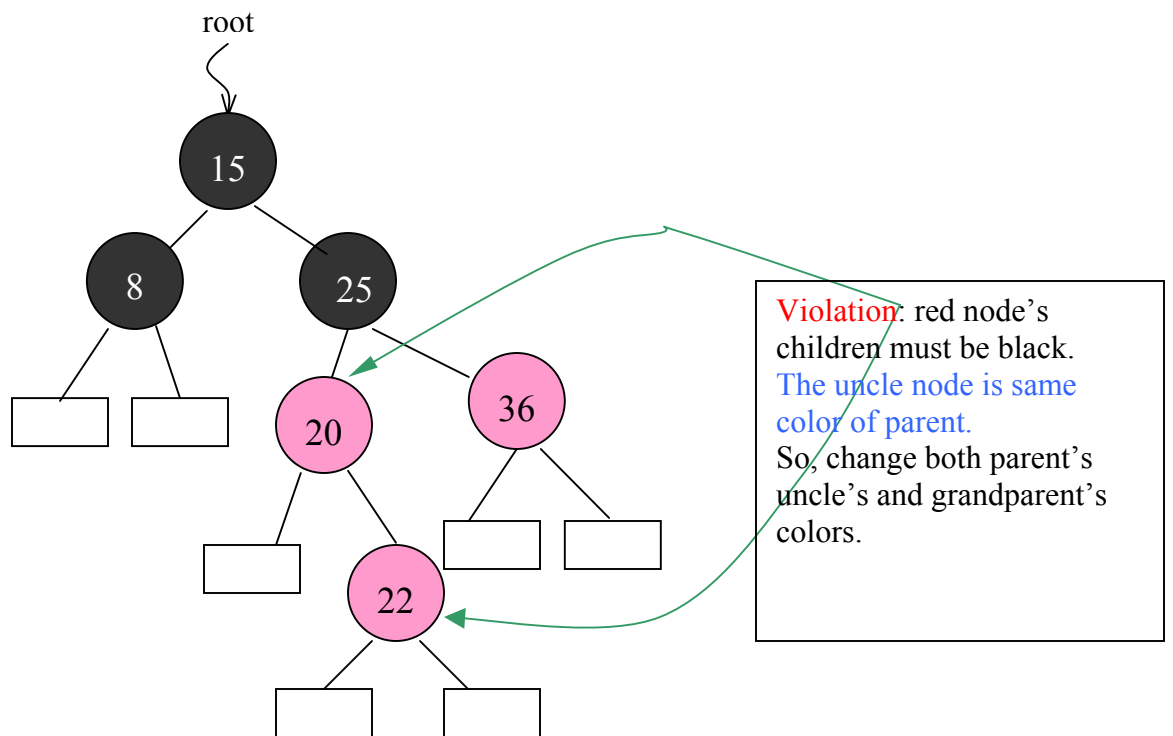 root
15
8
25
20
36
22
Violation: red node’s
children must be black.
The uncle node is same
color of parent.
So, change both parent’s
uncle’s and grandparent’s
colors.